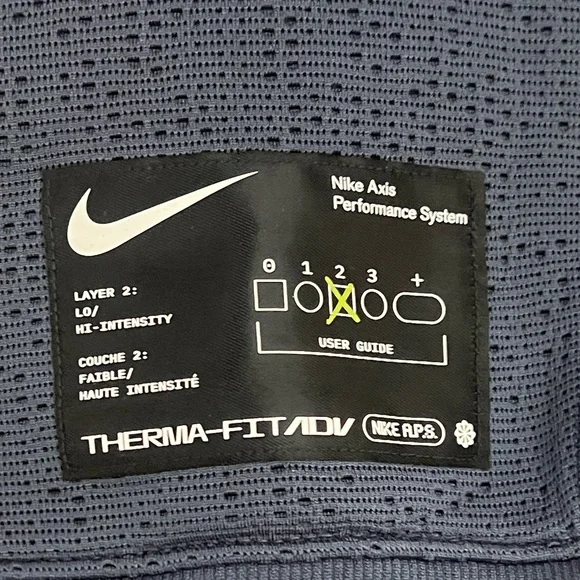 Nike Axis
Performance System
0 1 2 3 +
USER GUIDE
LAYER 2:
LO/
HI-INTENSITY
COUCHE 2:
FAIBLE/
HAUTE INTENSITÉ
THERMA-FIT ADV
NIKE A.P.S.